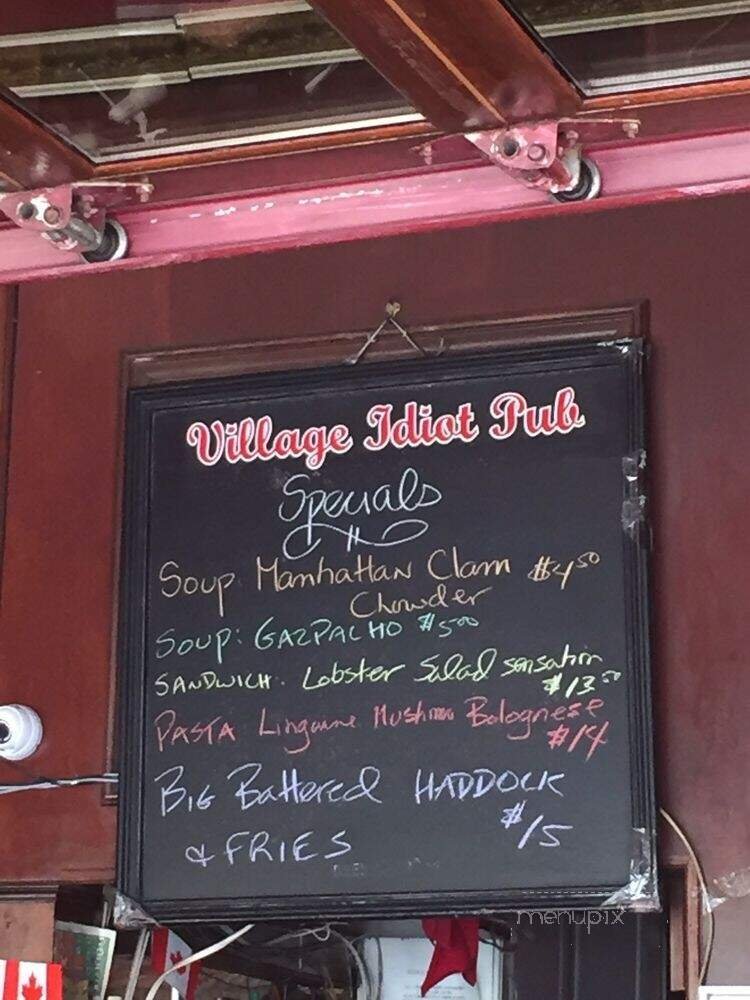 Village Idiot Pub
Specials
Soup Manhattan Clam $4.50
Chowder
SOUP: GAZPACHO $5.00
SANDWICH. Lobster Salad sensation
$13.50
PASTA Linguine Mushroom Bolognese
$14
BIG Battered HADDOCK
& FRIES $15
menupix